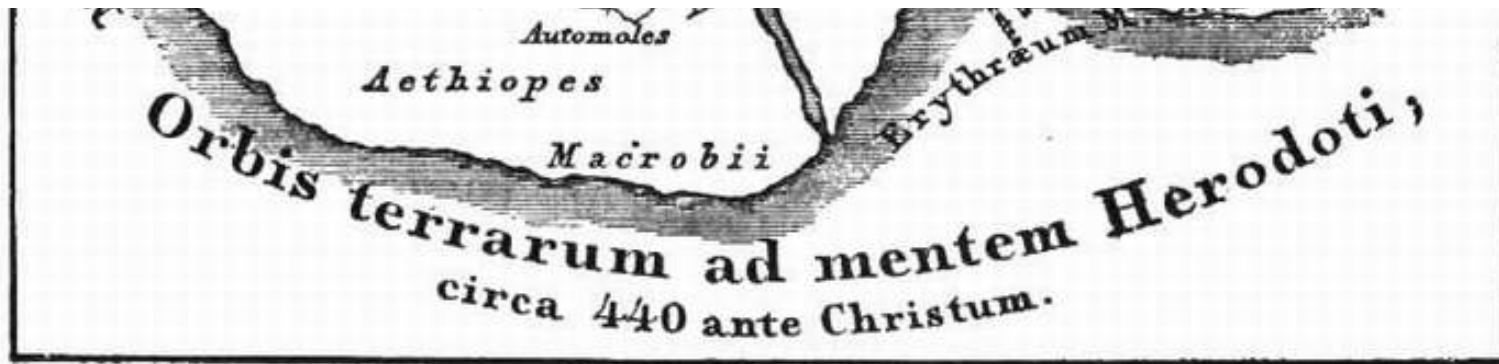 Automoles
Aethiopes
Macrobii
Erythræum
Orbis terrarum ad mentem Herodoti,
circa 440 ante Christum.